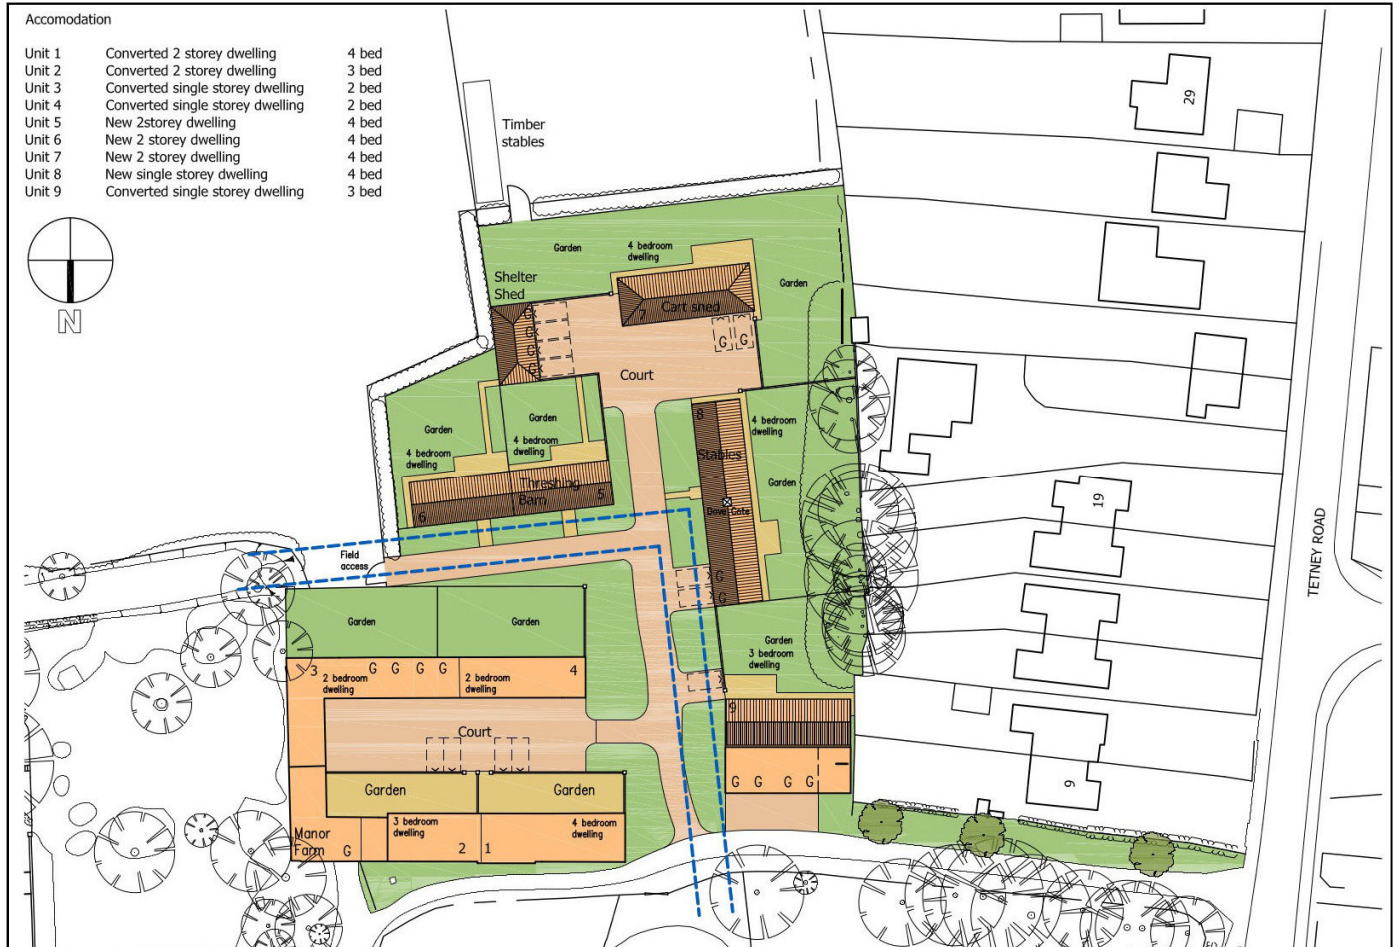 Accomodation
Unit 1 Converted 2 storey dwelling 4 bed
Unit 2 Converted 2 storey dwelling 3 bed
Unit 3 Converted single storey dwelling 2 bed
Unit 4 Converted single storey dwelling 2 bed
Unit 5 New 2storey dwelling 4 bed
Unit 6 New 2 storey dwelling 4 bed
Unit 7 New 2 storey dwelling 4 bed
Unit 8 New single storey dwelling 4 bed
Unit 9 Converted single storey dwelling 3 bed
N
Timber
stables
29
Garden
4 bedroom
dwelling
Shelter
Shed
Garden
Cart shed
7
G
G
G
G
G G
Court
Garden
Garden
4 bedroom
dwelling
4 bedroom
dwelling
8
4 bedroom
dwelling
Stables
Garden
Threshing
Barn
5
6
Dove Cote
19
TETNEY ROAD
Field
access
G
G
Garden
Garden
Garden
3 bedroom
dwelling
3
G G G G
2 bedroom
dwelling
2 bedroom
dwelling
4
9
Court
G G G G
9
Garden
Garden
Manor
Farm
G
3 bedroom
dwelling
2
1
4 bedroom
dwelling